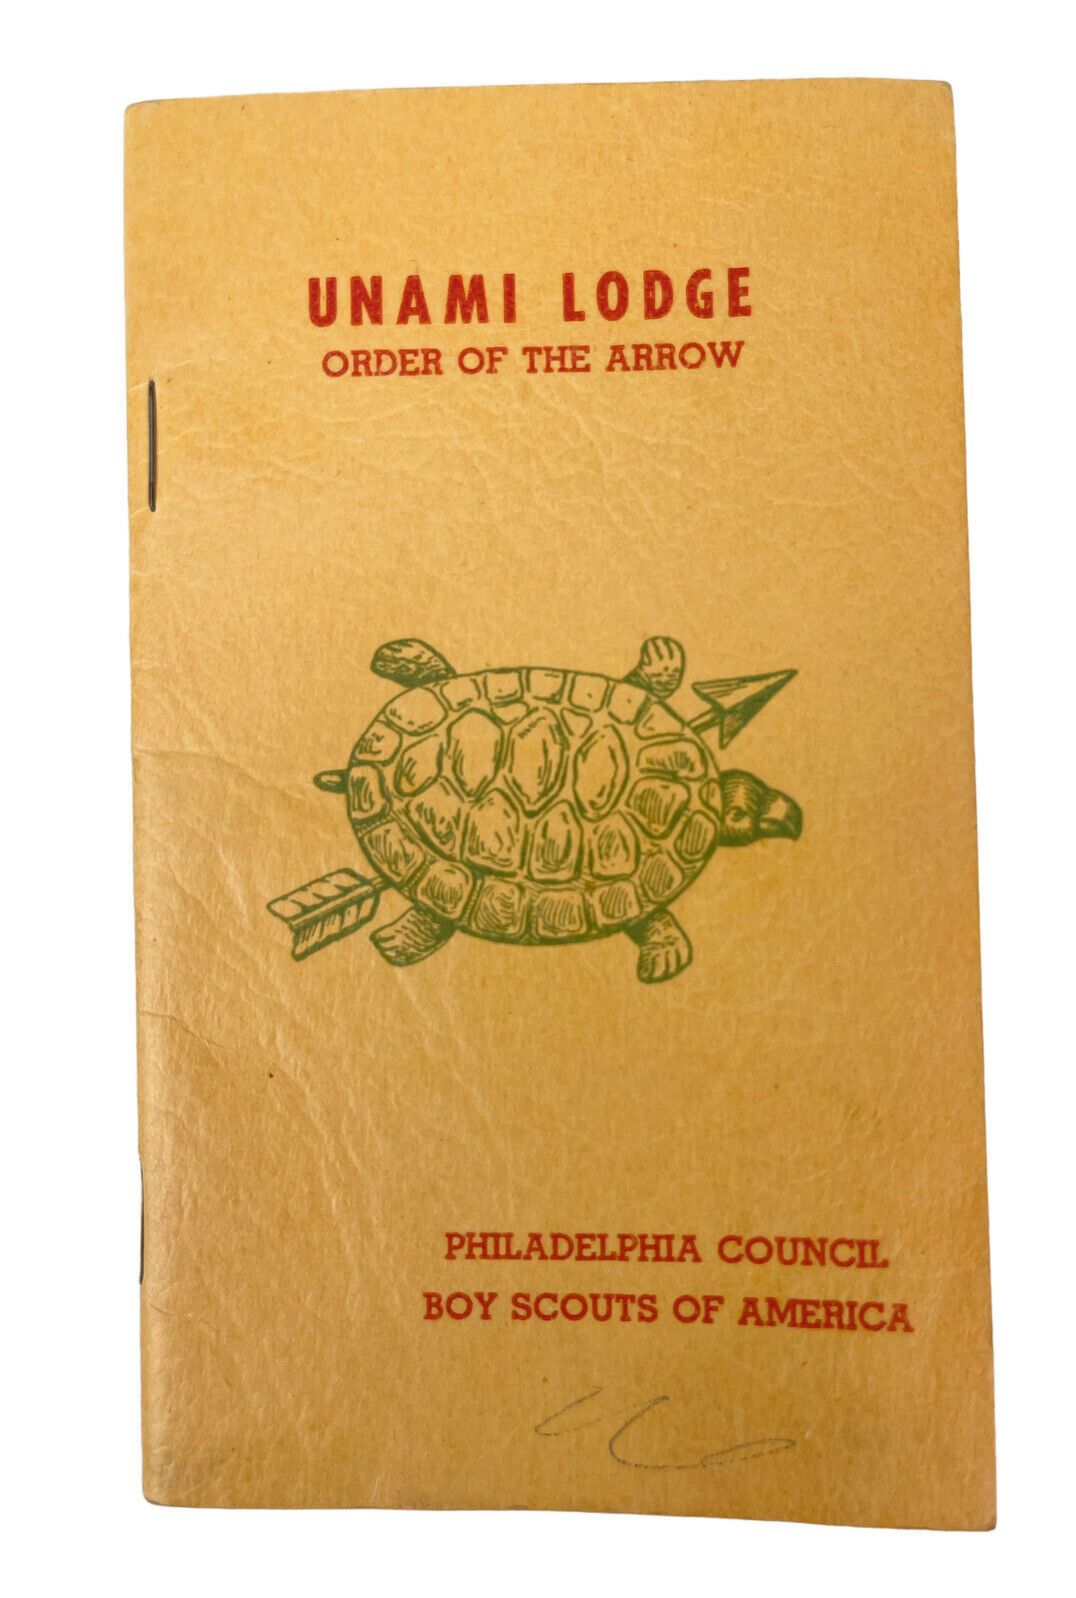 UNAMI LODGE
ORDER OF THE ARROW
PHILADELPHIA COUNCIL
BOY SCOUTS OF AMERICA